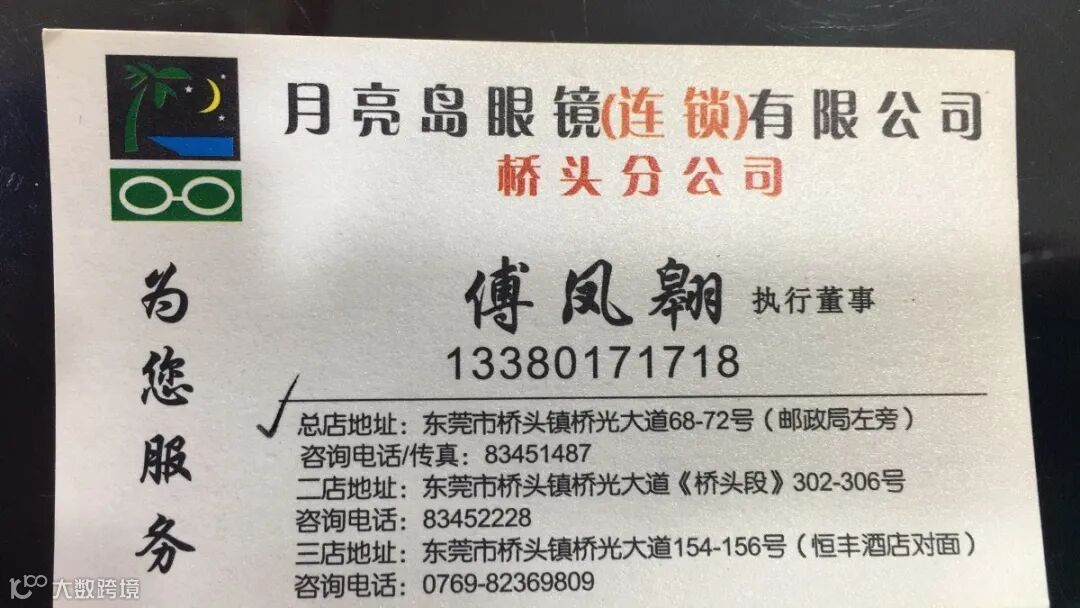 月亮岛眼镜(连锁)有限公司
桥头分公司
为您服务
傅凤翱 执行董事
13380171718
总店地址：东莞市桥头镇桥光大道68-72号（邮政局左旁）
咨询电话/传真：83451487
二店地址：东莞市桥头镇桥光大道《桥头段》302-306号
咨询电话：83452228
三店地址：东莞市桥头镇桥光大道154-156号（恒丰酒店对面）
咨询电话：0769-82369809
大数跨境